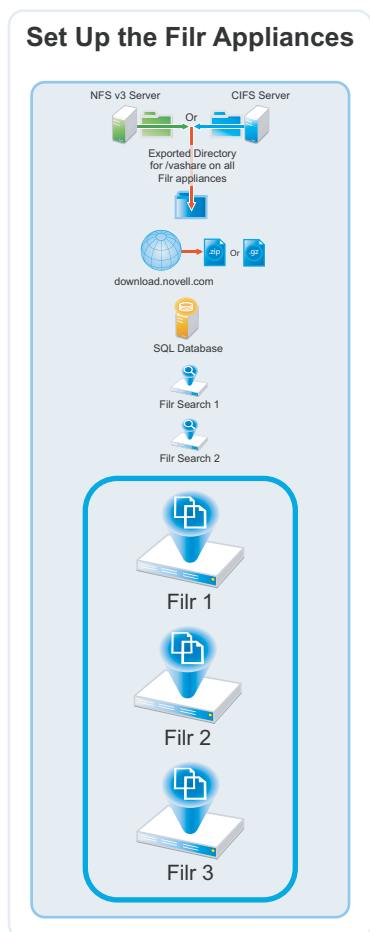 Set Up the Filr Appliances
NFS v3 Server
CIFS Server
Or
Exported Directory
for /vashare on all
Filr appliances
.zip Or .gz
download.novell.com
SQL Database
Filr Search 1
Filr Search 2
Filr 1
Filr 2
Filr 3